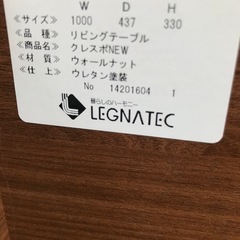 W D H
≪サイズ≫ 1000 437 330
≪品種≫ リビングテーブル
≪商品名≫ クレスポNEW
≪材質≫ ウォールナット
≪仕上≫ ウレタン塗装
No 14201604 1
暮らしのハーモニー
LEGNATEC